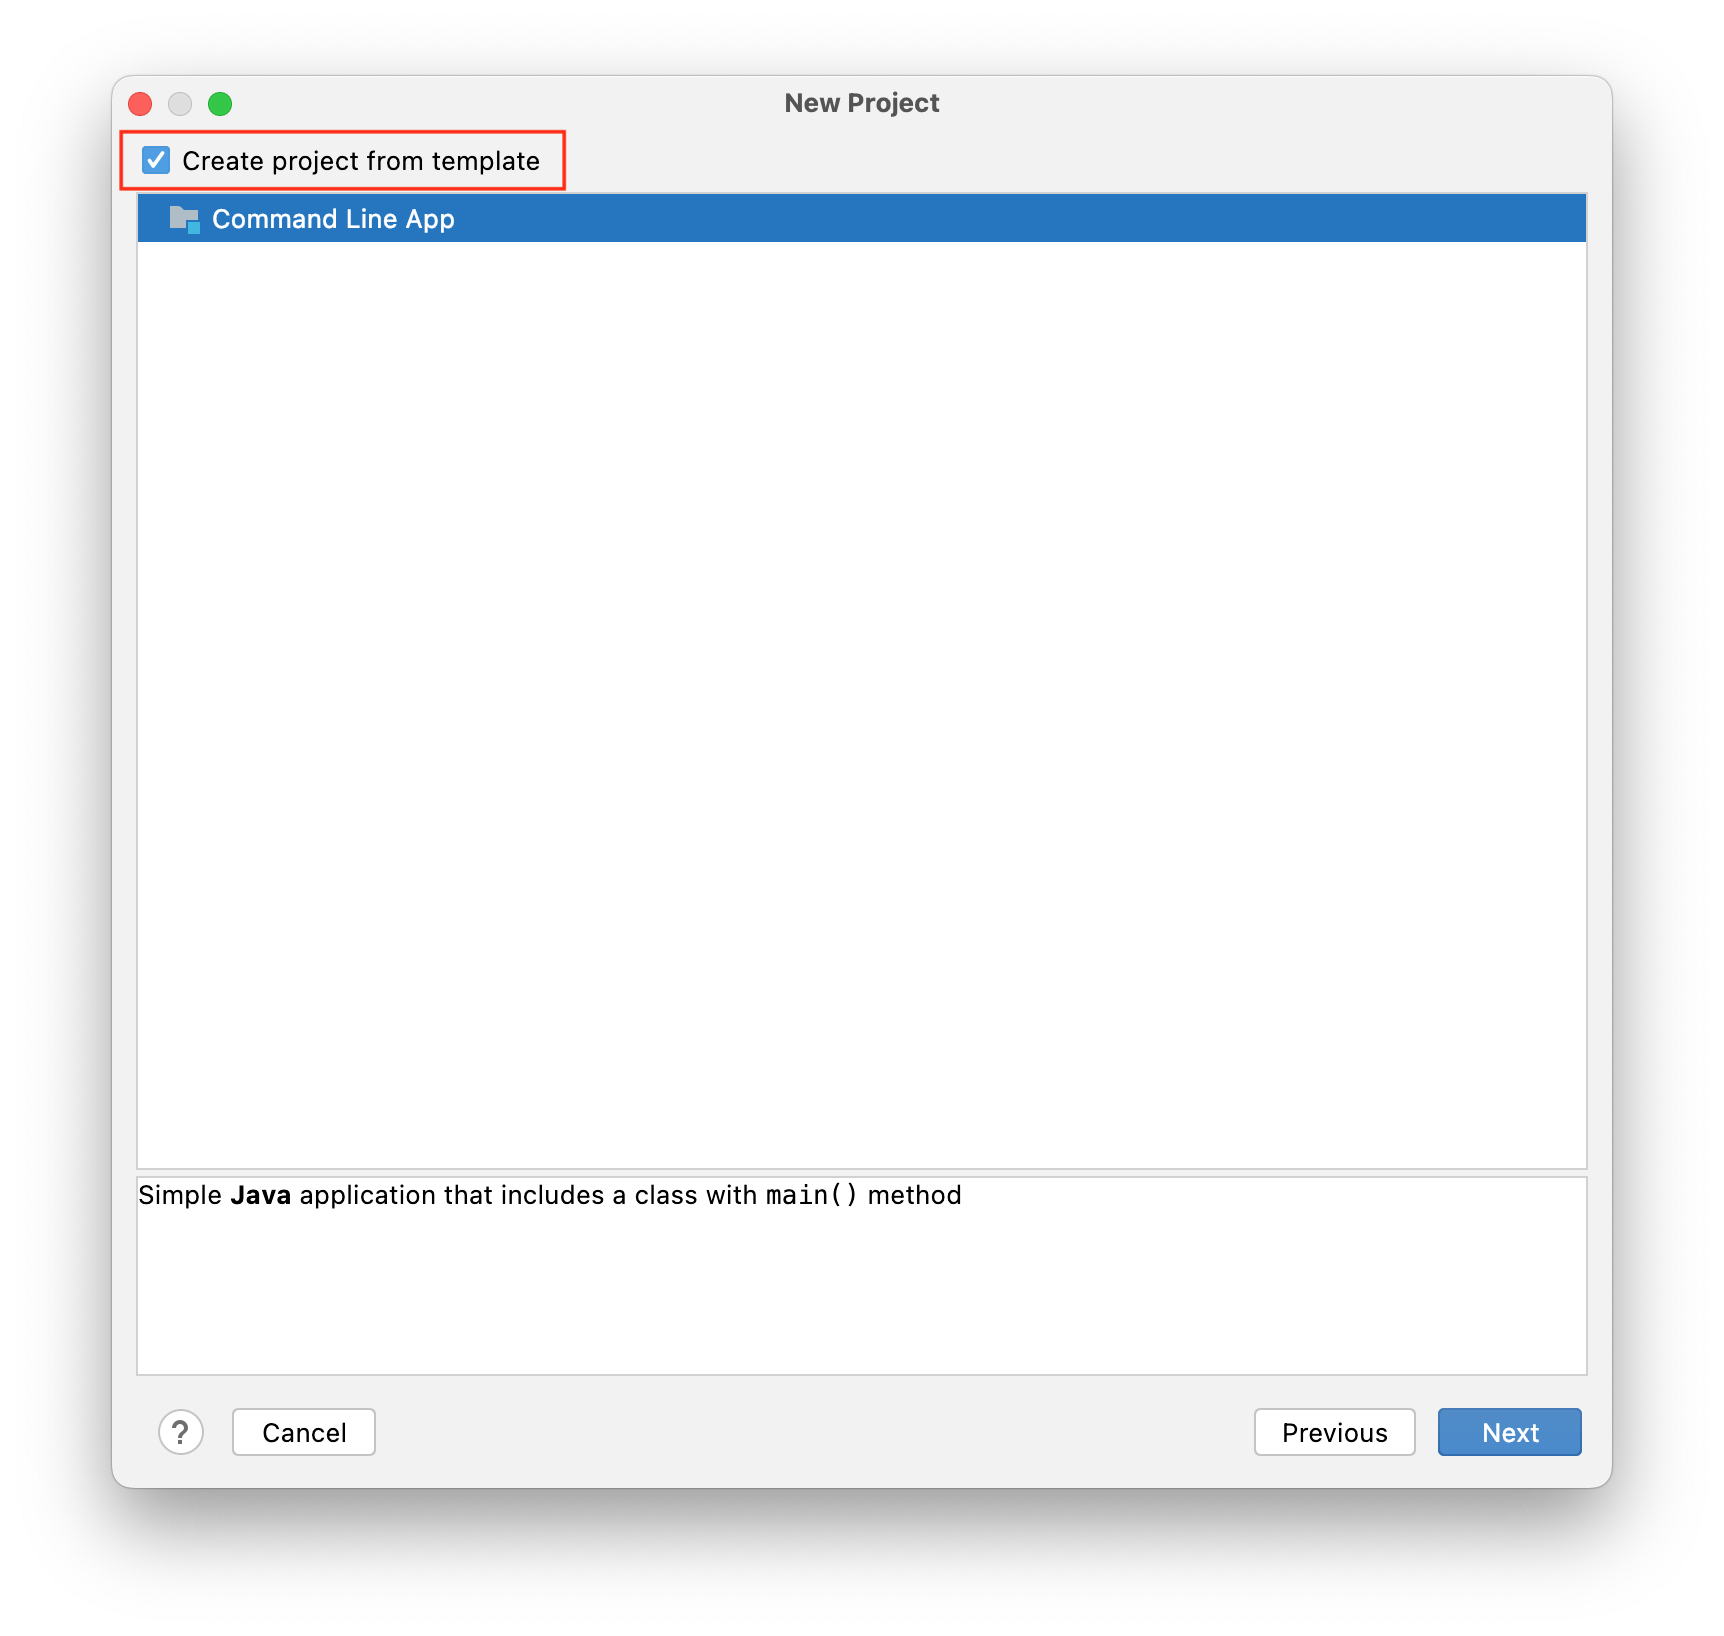 New Project
Create project from template
Command Line App
Simple Java application that includes a class with main() method
?
Cancel
Previous
Next